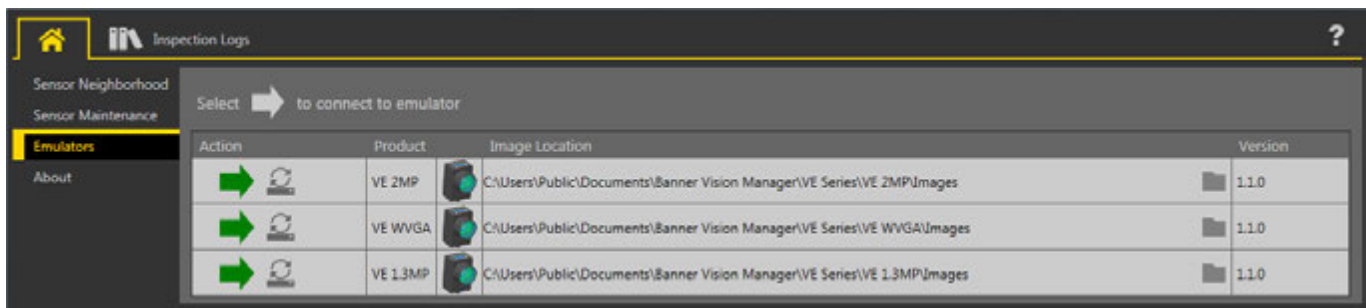 Inspection Logs
?
Sensor Neighborhood
Sensor Maintenance
Emulators
About
Select to connect to emulator
Action Product Image Location Version
VE 2MP C:\Users\Public\Documents\Banner Vision Manager\VE Series\VE 2MP\Images 1.1.0
VE WVGA C:\Users\Public\Documents\Banner Vision Manager\VE Series\VE WVGA\Images 1.1.0
VE 1.3MP C:\Users\Public\Documents\Banner Vision Manager\VE Series\VE 1.3MP\Images 1.1.0